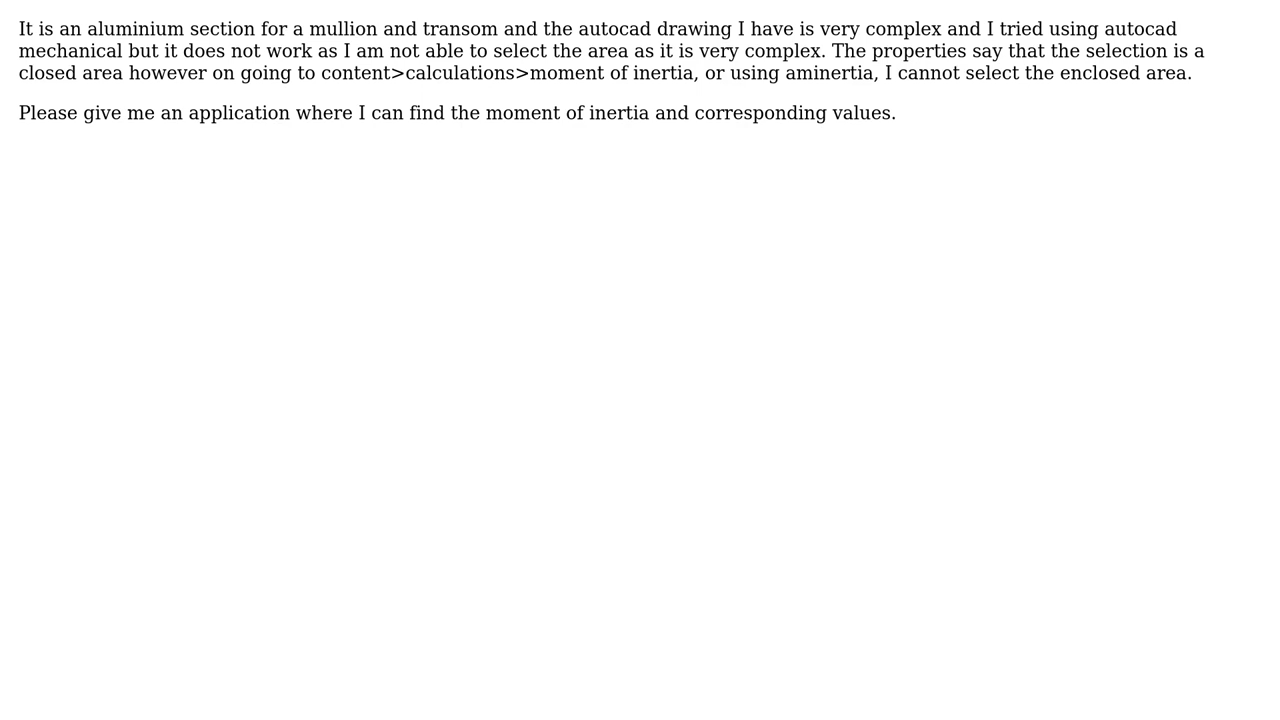 It is an aluminium section for a mullion and transom and the autocad drawing I have is very complex and I tried using autocad
mechanical but it does not work as I am not able to select the area as it is very complex. The properties say that the selection is a
closed area however on going to content>calculations>moment of inertia, or using aminertia, I cannot select the enclosed area.
Please give me an application where I can find the moment of inertia and corresponding values.